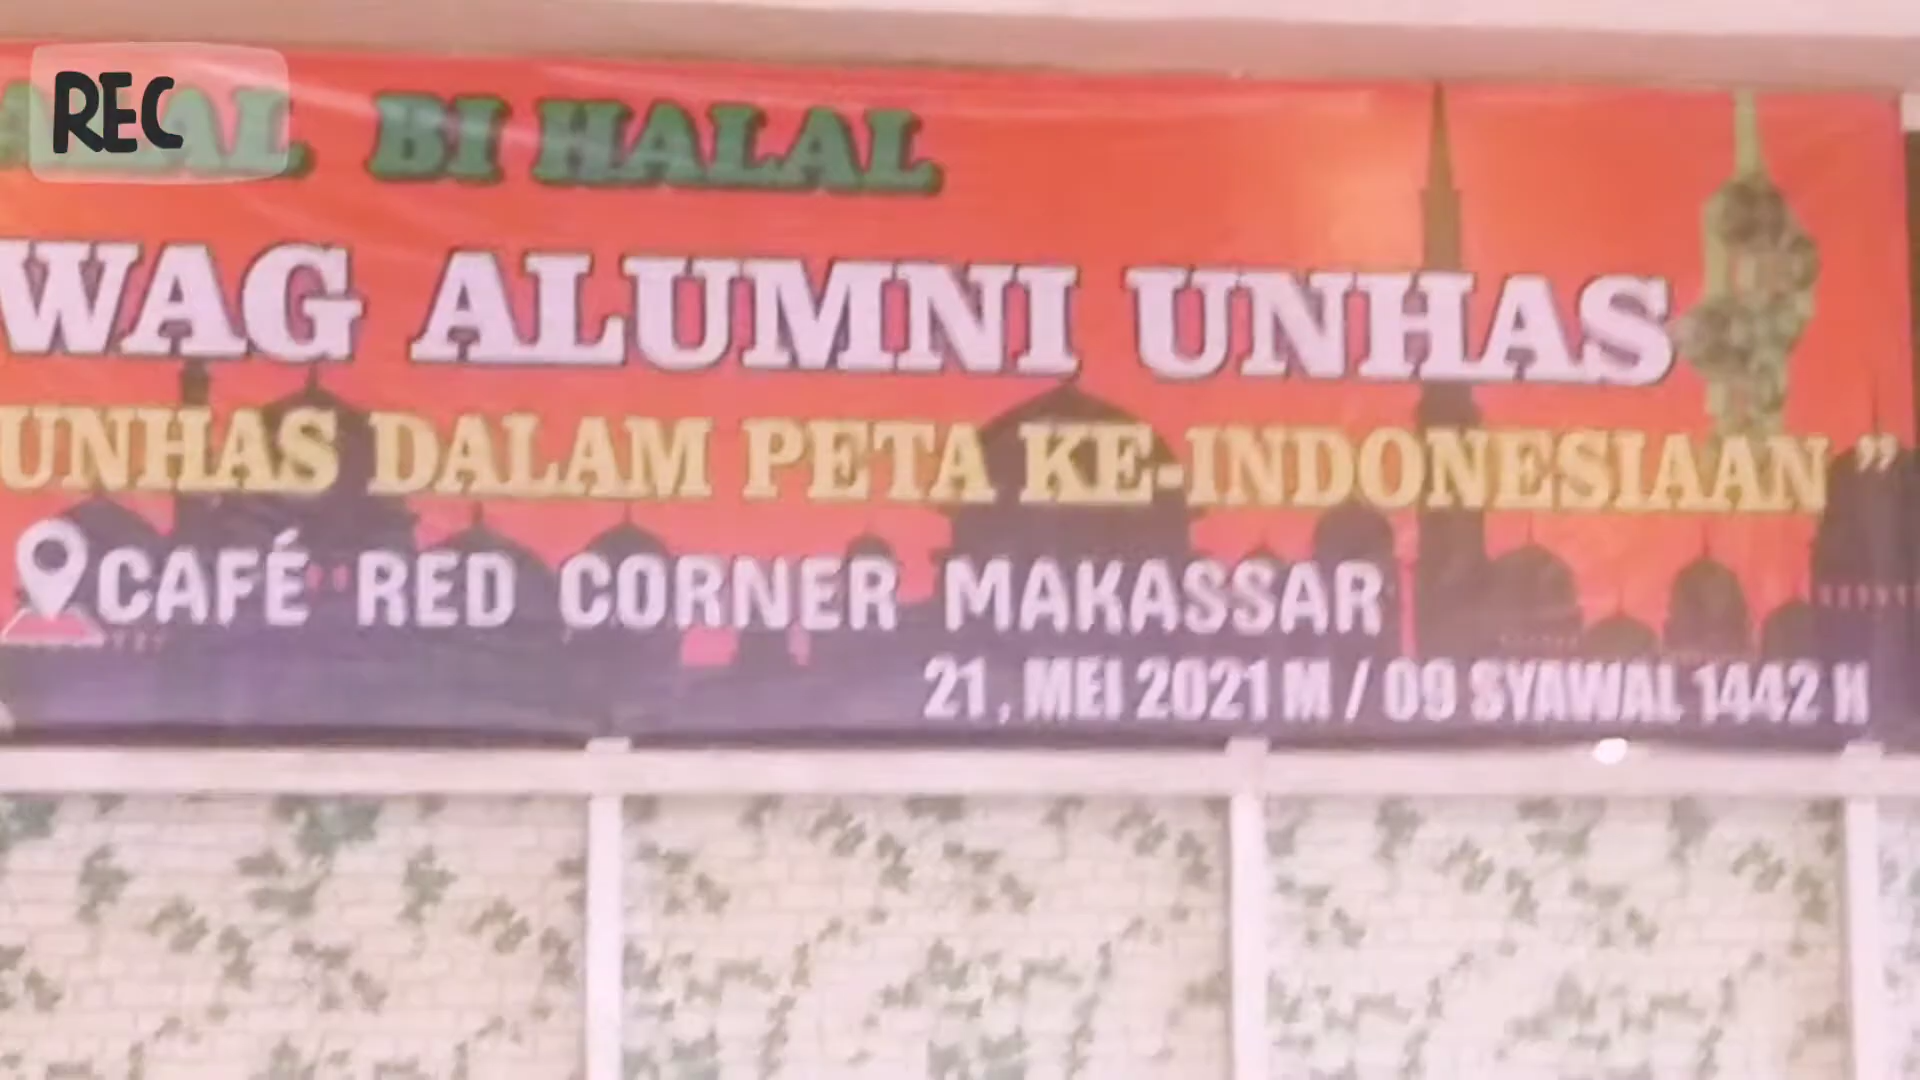 REC
HALAL BI HALAL
WAG ALUMNI UNHAS
UNHAS DALAM PETA KE-INDONESIAAN ”
CAFÉ RED CORNER MAKASSAR
21, MEI 2021 M / 09 SYAWAL 1442 H